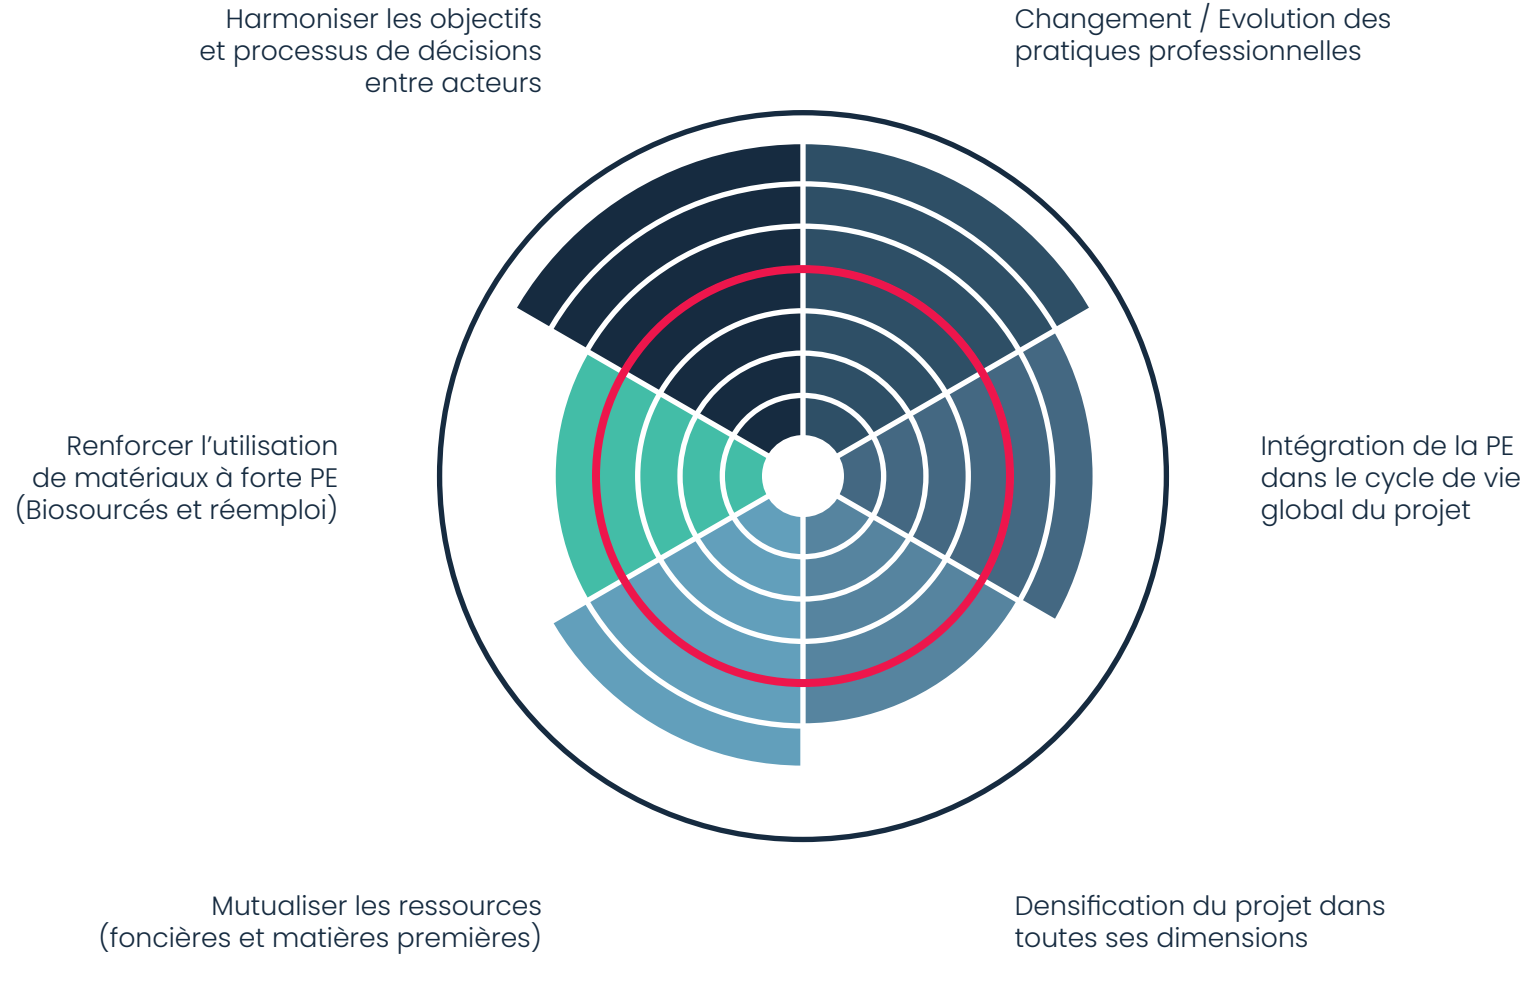 Harmoniser les objectifs
et processus de décisions
entre acteurs
Changement / Evolution des
pratiques professionnelles
Renforcer l’utilisation
de matériaux à forte PE
(Biosourcés et réemploi)
Intégration de la PE
dans le cycle de vie
global du projet
Mutualiser les ressources
(foncières et matières premières)
Densification du projet dans
toutes ses dimensions